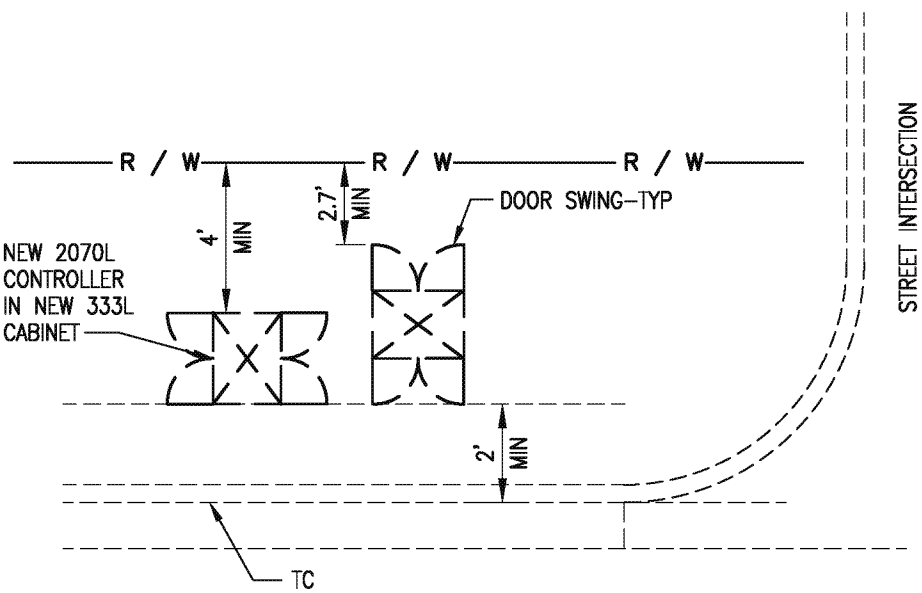 STREET INTERSECTION
R / W R / W R / W
4' MIN
2.7' MIN
DOOR SWING-TYP
NEW 2070L
CONTROLLER
IN NEW 333L
CABINET
2' MIN
TC